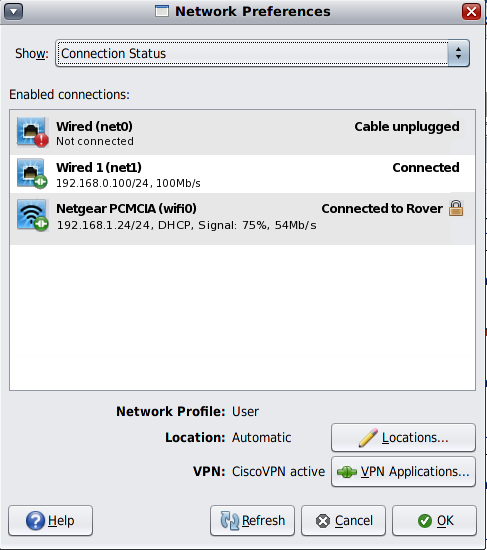 Network Preferences
Show: Connection Status
Enabled connections:
Wired (net0) Cable unplugged
Not connected
Wired 1 (net1) Connected
192.168.0.100/24, 100Mb/s
Netgear PCMCIA (wifi0) Connected to Rover
192.168.1.24/24, DHCP, Signal: 75%, 54Mb/s
Network Profile: User
Location: Automatic Locations...
VPN: CiscoVPN active VPN Applications...
Help Refresh Cancel OK